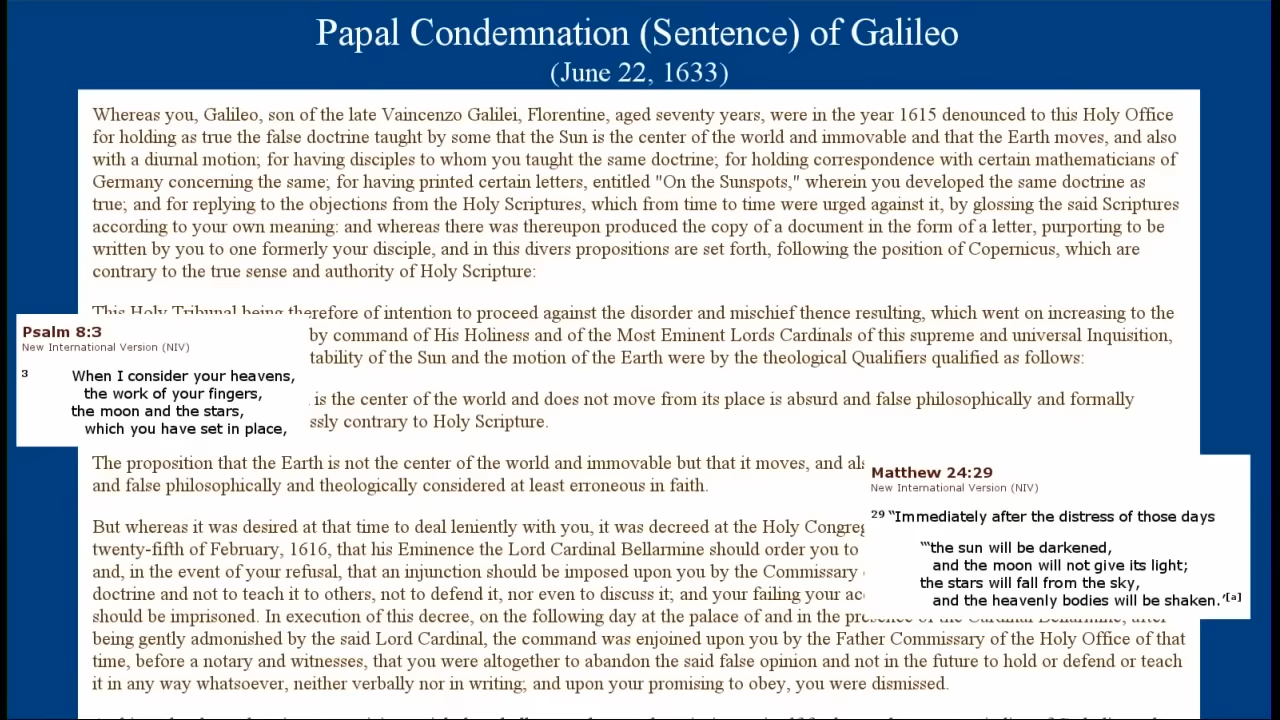 Papal Condemnation (Sentence) of Galileo
(June 22, 1633)
Whereas you, Galileo, son of the late Vaincenzo Galilei, Florentine, aged seventy years, were in the year 1615 denounced to this Holy Office
for holding as true the false doctrine taught by some that the Sun is the center of the world and immovable and that the Earth moves, and also
with a diurnal motion; for having disciples to whom you taught the same doctrine; for holding correspondence with certain mathematicians of
Germany concerning the same; for having printed certain letters, entitled "On the Sunspots," wherein you developed the same doctrine as
true; and for replying to the objections from the Holy Scriptures, which from time to time were urged against it, by glossing the said Scriptures
according to your own meaning: and whereas there was thereupon produced the copy of a document in the form of a letter, purporting to be
written by you to one formerly your disciple, and in this divers propositions are set forth, following the position of Copernicus, which are
contrary to the true sense and authority of Holy Scripture:
This Holy Tribunal being therefore of intention to proceed against the disorder and mischief thence resulting, which went on increasing to the
by command of His Holiness and of the Most Eminent Lords Cardinals of this supreme and universal Inquisition,
tability of the Sun and the motion of the Earth were by the theological Qualifiers qualified as follows:
is the center of the world and does not move from its place is absurd and false philosophically and formally
ssly contrary to Holy Scripture.
Psalm 8:3
New International Version (NIV)
3 When I consider your heavens,
the work of your fingers,
the moon and the stars,
which you have set in place,
The proposition that the Earth is not the center of the world and immovable but that it moves, and als
and false philosophically and theologically considered at least erroneous in faith.
But whereas it was desired at that time to deal leniently with you, it was decreed at the Holy Congreg
twenty-fifth of February, 1616, that his Eminence the Lord Cardinal Bellarmine should order you to
and, in the event of your refusal, that an injunction should be imposed upon you by the Commissary
doctrine and not to teach it to others, not to defend it, nor even to discuss it; and your failing your ac
should be imprisoned. In execution of this decree, on the following day at the palace of and in the presence of the Cardinal Bellarmine, after
being gently admonished by the said Lord Cardinal, the command was enjoined upon you by the Father Commissary of the Holy Office of that
time, before a notary and witnesses, that you were altogether to abandon the said false opinion and not in the future to hold or defend or teach
it in any way whatsoever, neither verbally nor in writing; and upon your promising to obey, you were dismissed.
Matthew 24:29
New International Version (NIV)
29 “Immediately after the distress of those days
“‘the sun will be darkened,
and the moon will not give its light;
the stars will fall from the sky,
and the heavenly bodies will be shaken.’[a]